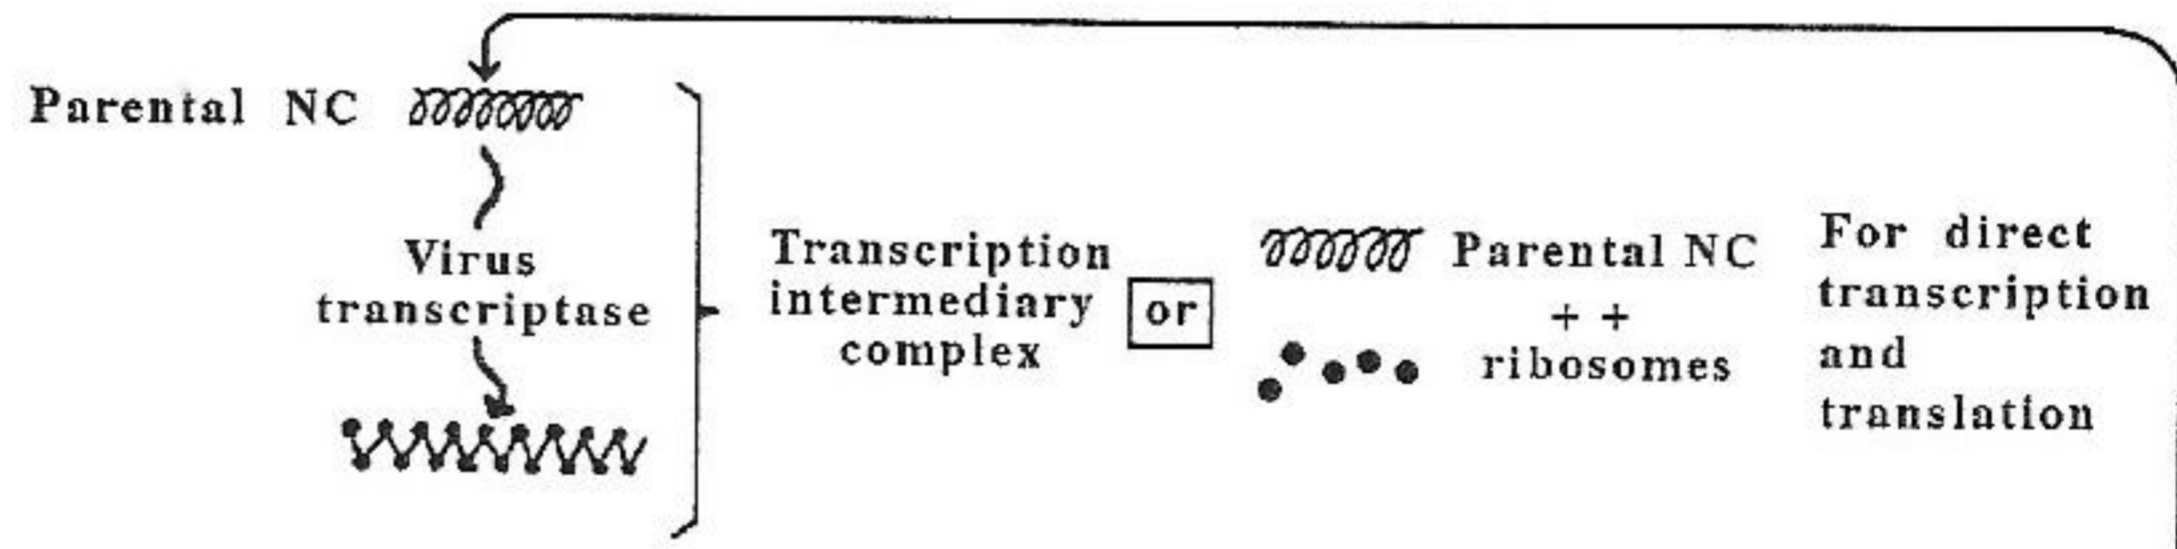 Parental NC
Virus
transcriptase
Transcription
intermediary
complex
or
Parental NC
+ +
ribosomes
For direct
transcription
and
translation